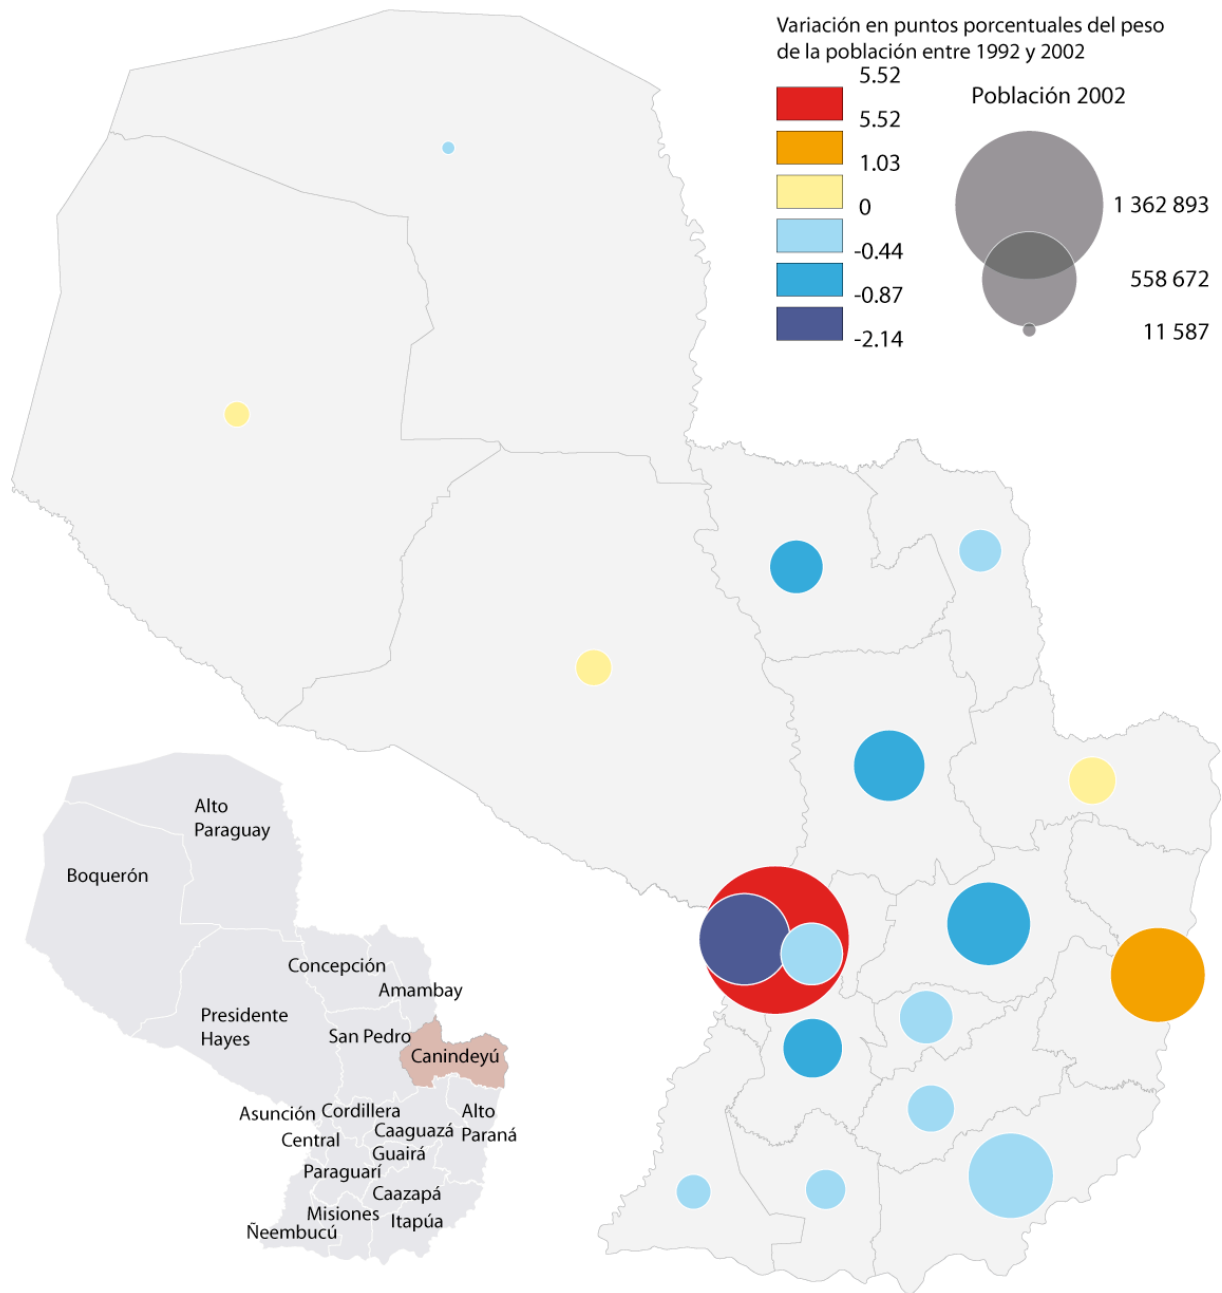 Variación en puntos porcentuales del peso
de la población entre 1992 y 2002
5.52
5.52
1.03
0
-0.44
-0.87
-2.14
Población 2002
1 362 893
558 672
11 587
Alto
Paraguay
Boquerón
Concepción
Amambay
Presidente
Hayes
San Pedro
Canindeyú
Asunción
Cordillera
Alto
Paraná
Central
Caaguazá
Guairá
Paraguarí
Caazapá
Misiones
Itapúa
Ñeembucú